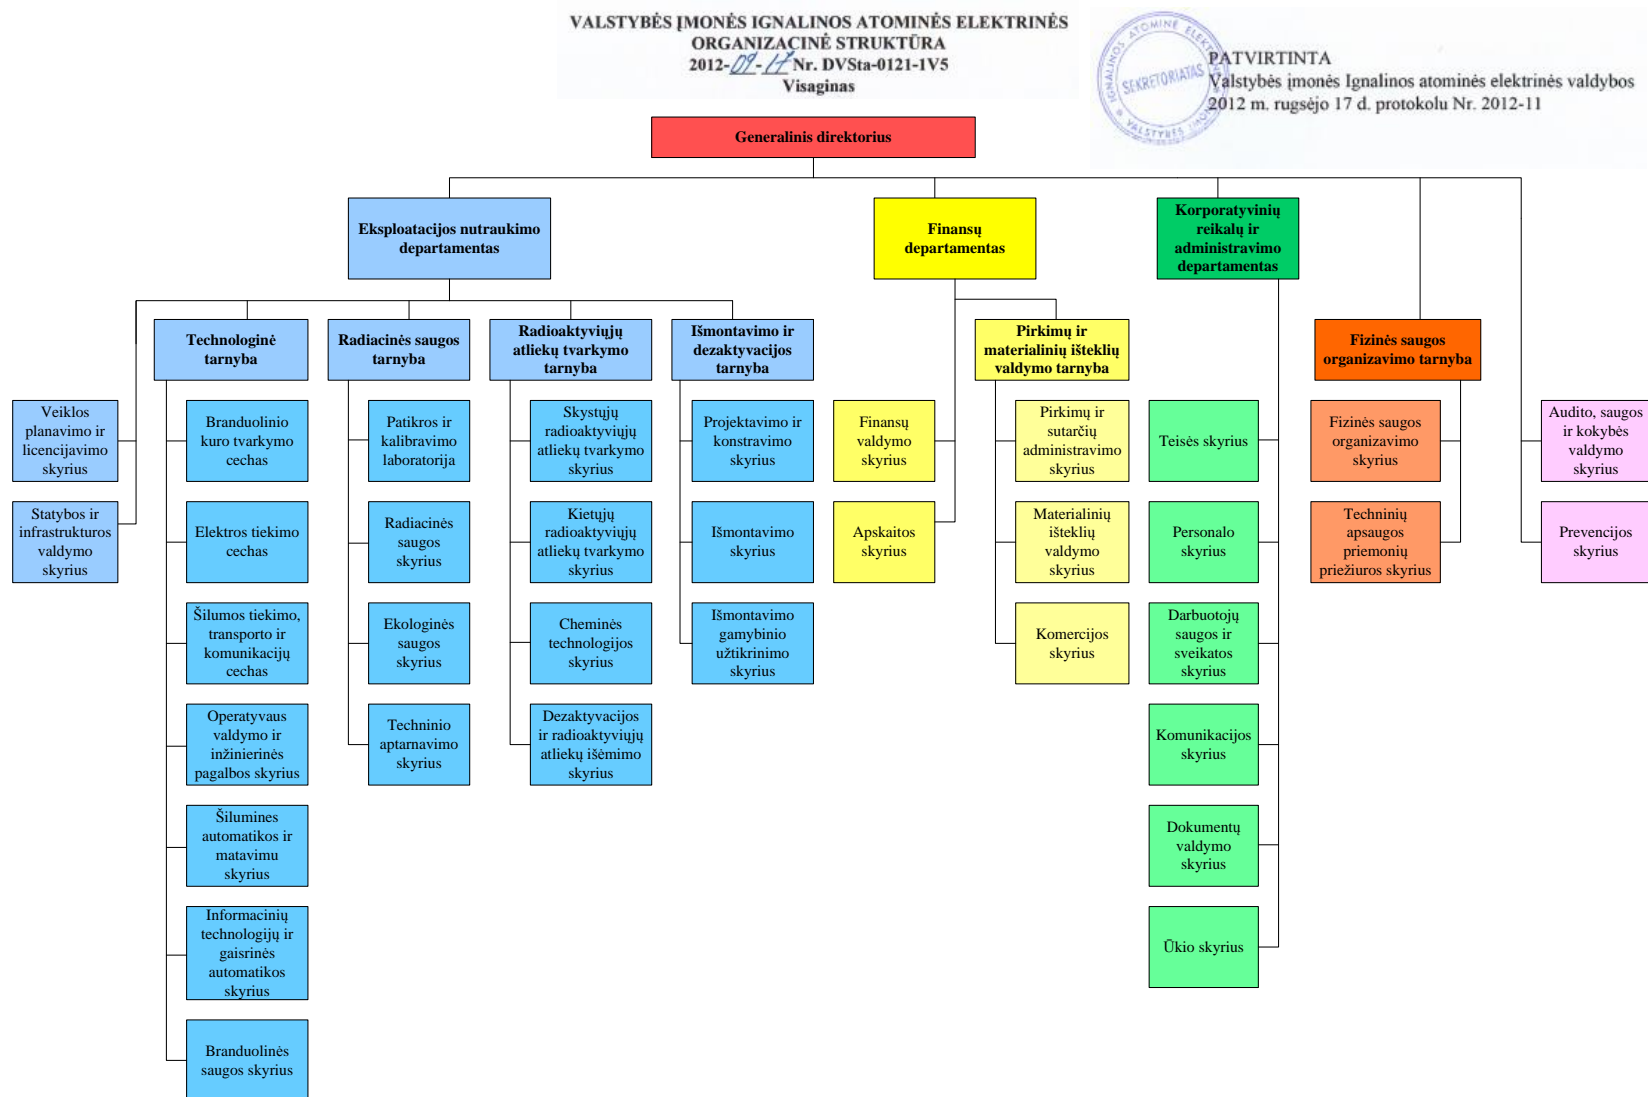 VALSTYBĖS ĮMONĖS IGNALINOS ATOMINĖS ELEKTRINĖS
ORGANIZACINĖ STRUKTŪRA
2012-09-17 Nr. DVSta-0121-1V5
Visaginas
SEKRETORIATAS
IGNALINOS ATOMINĖ
VALSTYBĖS
PATVIRTINTA
Valstybės įmonės Ignalinos atominės elektrinės valdybos
2012 m. rugsėjo 17 d. protokolu Nr. 2012-11
Generalinis direktorius
Eksploatacijos nutraukimo
departamentas
Finansų
departamentas
Korporatyvinių
reikalų ir
administravimo
departamentas
Technologinė
tarnyba
Radiacinės saugos
tarnyba
Radioaktyviųjų
atliekų tvarkymo
tarnyba
Išmontavimo ir
dezaktyvacijos
tarnyba
Pirkimų ir
materialinių išteklių
valdymo tarnyba
Fizinės saugos
organizavimo tarnyba
Veiklos
planavimo ir
licencijavimo
skyrius
Statybos ir
infrastrukturos
valdymo
skyrius
Branduolinio
kuro tvarkymo
cechas
Elektros tiekimo
cechas
Šilumos tiekimo,
transporto ir
komunikacijų
cechas
Operatyvaus
valdymo ir
inžinierinės
pagalbos skyrius
Šilumines
automatikos ir
matavimu
skyrius
Informacinių
technologijų ir
gaisrinės
automatikos
skyrius
Branduolinės
saugos skyrius
Patikros ir
kalibravimo
laboratorija
Radiacinės
saugos
skyrius
Ekologinės
saugos
skyrius
Techninio
aptarnavimo
skyrius
Skystųjų
radioaktyviųjų
atliekų tvarkymo
skyrius
Kietųjų
radioaktyviųjų
atliekų tvarkymo
skyrius
Cheminės
technologijos
skyrius
Dezaktyvacijos
ir radioaktyviųjų
atliekų išėmimo
skyrius
Projektavimo ir
konstravimo
skyrius
Išmontavimo
skyrius
Išmontavimo
gamybinio
užtikrinimo
skyrius
Finansų
valdymo
skyrius
Apskaitos
skyrius
Pirkimų ir
sutarčių
administravimo
skyrius
Materialinių
išteklių
valdymo
skyrius
Komercijos
skyrius
Teisės skyrius
Personalo
skyrius
Darbuotojų
saugos ir
sveikatos
skyrius
Komunikacijos
skyrius
Dokumentų
valdymo
skyrius
Ūkio skyrius
Fizinės saugos
organizavimo
skyrius
Techninių
apsaugos
priemonių
priežiuros skyrius
Audito, saugos
ir kokybės
valdymo
skyrius
Prevencijos
skyrius